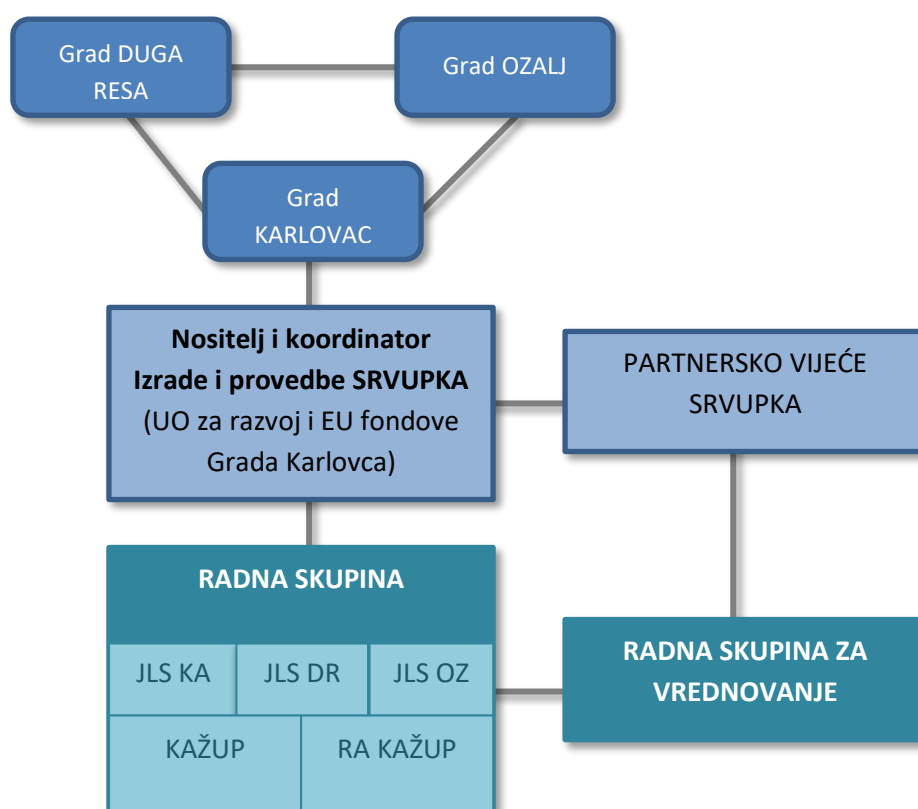 Grad DUGA
RESA
Grad OZALJ
Grad
KARLOVAC
Nositelj i koordinator
Izrade i provedbe SRVUPKA
(UO za razvoj i EU fondove
Grada Karlovca)
PARTNERSKO VIJEĆE
SRVUPKA
RADNA SKUPINA
JLS KA
JLS DR
JLS OZ
KAŽUP
RA KAŽUP
RADNA SKUPINA ZA
VREDNOVANJE